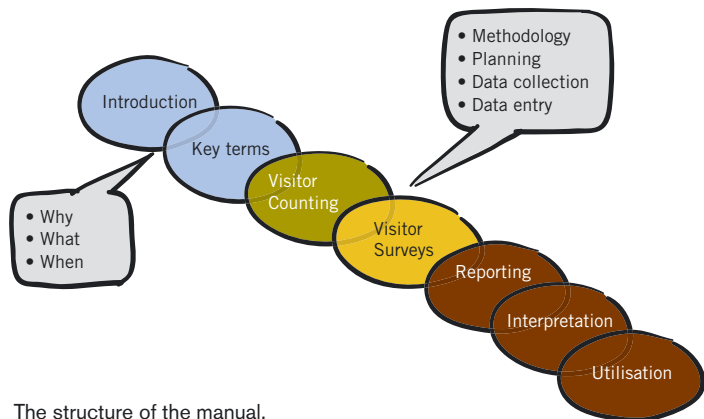 • Methodology
• Planning
• Data collection
• Data entry
Introduction
Key terms
Visitor
Counting
Visitor
Surveys
• Why
• What
• When
Reporting
Interpretation
Utilisation
The structure of the manual.